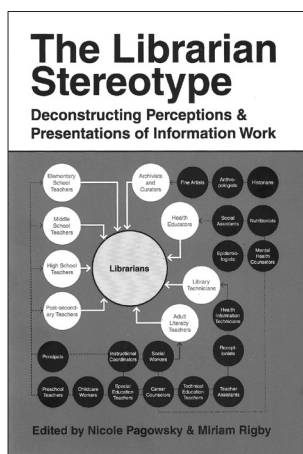 The Librarian
Stereotype
Deconstructing Perceptions &
Presentations of Information Work
Elementary
School
Teachers
Archivists
and
Curators
Fine Artists
Anthro-
pologists
Historians
Middle
School
Teachers
Health
Educators
Social
Assistants
Nutritionists
High School
Teachers
Librarians
Epidemio-
logists
Mental
Health
Counselors
Library
Technicians
Post-second-
ary Teachers
Adult
Literacy
Teachers
Health
Information
Technicians
Principals
Instructional
Coordinators
Social
Workers
Recept-
ionists
Preschool
Teachers
Childcare
Workers
Special
Education
Teachers
Career
Counselors
Technical
Education
Teachers
Teacher
Assistants
Edited by Nicole Pagowsky & Miriam Rigby